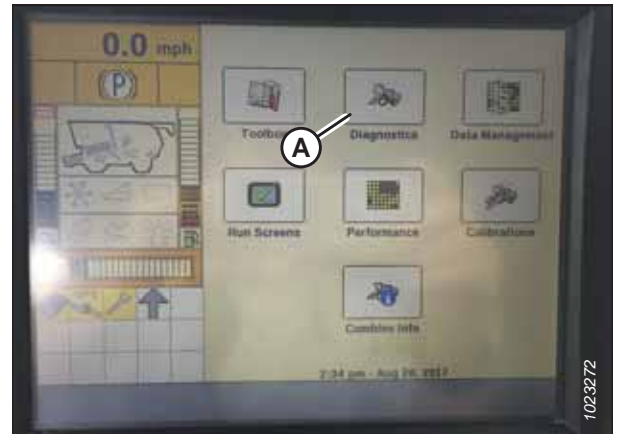 0.0 mph
(P)
Toolbox
A
Diagnostics
Data Management
Run Screens
Performance
Calibrations
Combine Info
2:34 pm - Aug 24, 2017
1023272